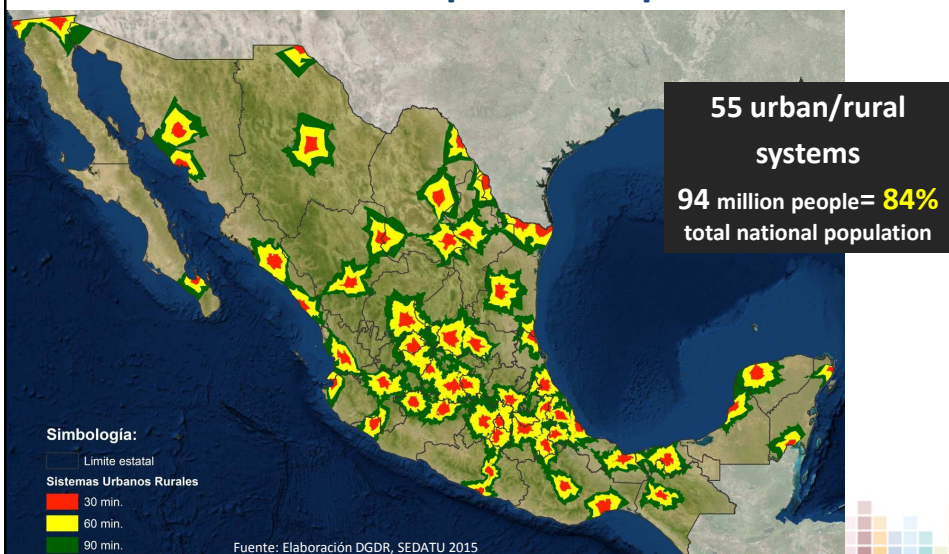 55 urban/rural
systems
94 million people= 84%
total national population
Simbología:
Limite estatal
Sistemas Urbanos Rurales
30 min.
60 min.
90 min.
Fuente: Elaboración DGDR, SEDATU 2015